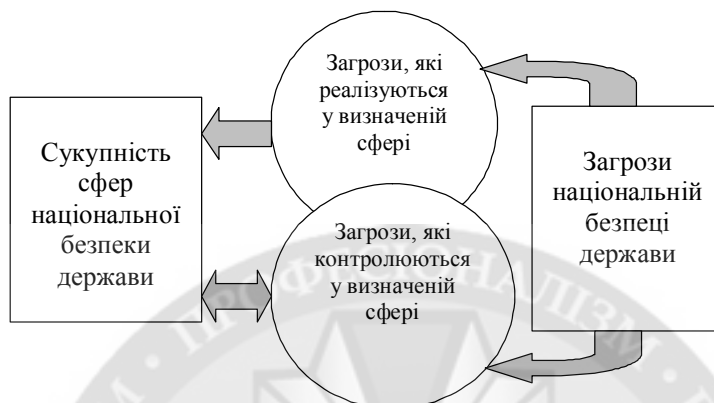 Загрози, які
реалізуються
у визначеній
сфері
Сукупність
сфер
національної
безпеки
держави
Загрози, які
контролюються
у визначеній
сфері
Загрози
національній
безпеці
держави
ПРОФЕСІОНАЛІЗМ